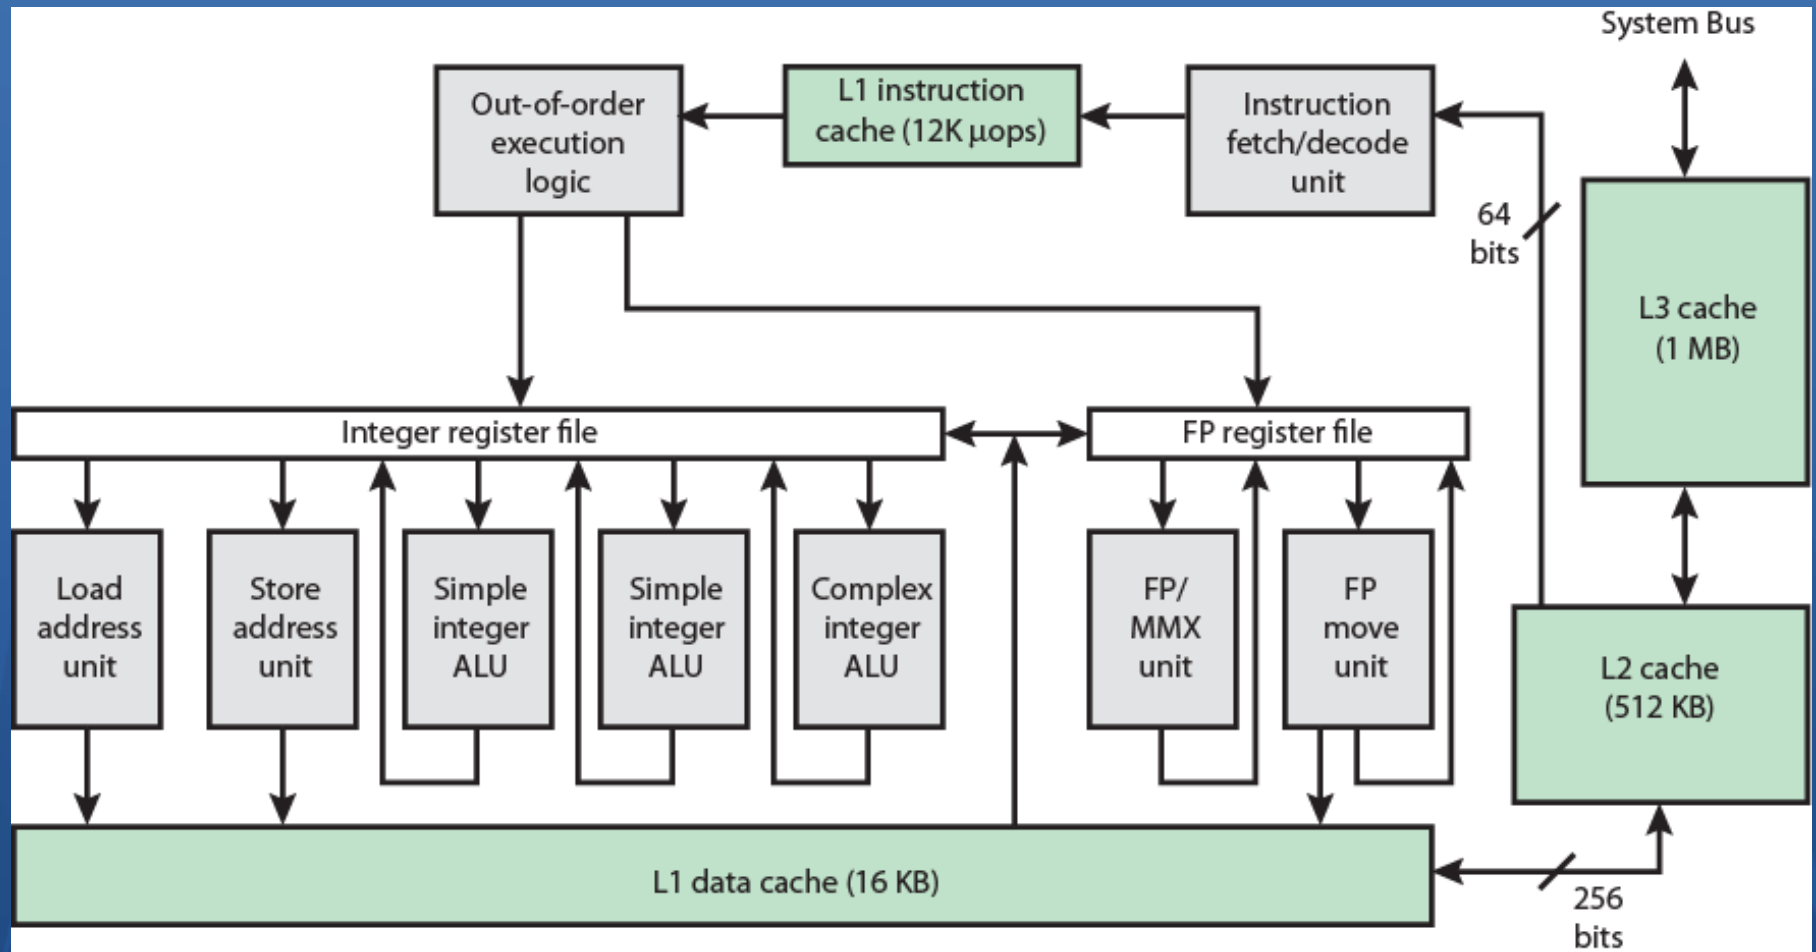 System Bus
Out-of-order
execution
logic
L1 instruction
cache (12K μops)
Instruction
fetch/decode
unit
64
bits
L3 cache
(1 MB)
Integer register file
FP register file
Load
address
unit
Store
address
unit
Simple
integer
ALU
Simple
integer
ALU
Complex
integer
ALU
FP/
MMX
unit
FP
move
unit
L2 cache
(512 KB)
L1 data cache (16 KB)
256
bits